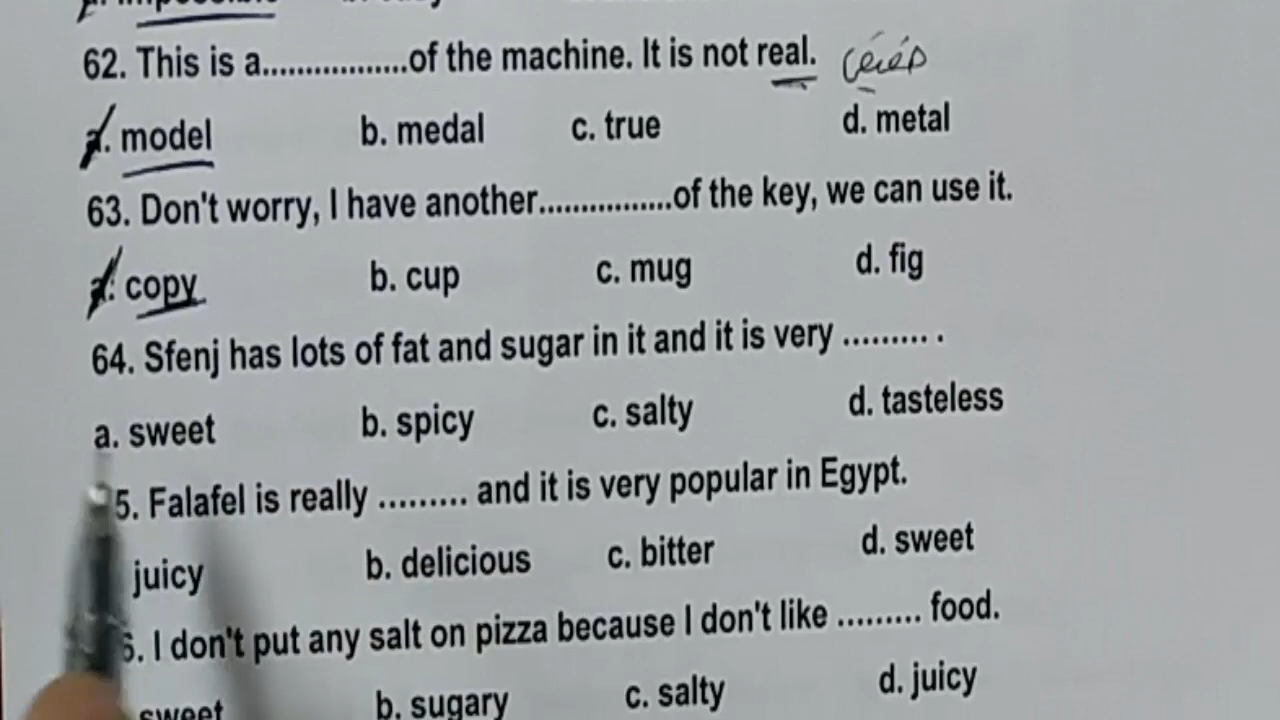 62. This is a.................of the machine. It is not real.
a. model b. medal c. true d. metal
63. Don't worry, I have another................of the key, we can use it.
a. copy b. cup c. mug d. fig
64. Sfenj has lots of fat and sugar in it and it is very ......... .
a. sweet b. spicy c. salty d. tasteless
5. Falafel is really ......... and it is very popular in Egypt.
juicy b. delicious c. bitter d. sweet
6. I don't put any salt on pizza because I don't like ......... food.
sweet b. sugary c. salty d. juicy